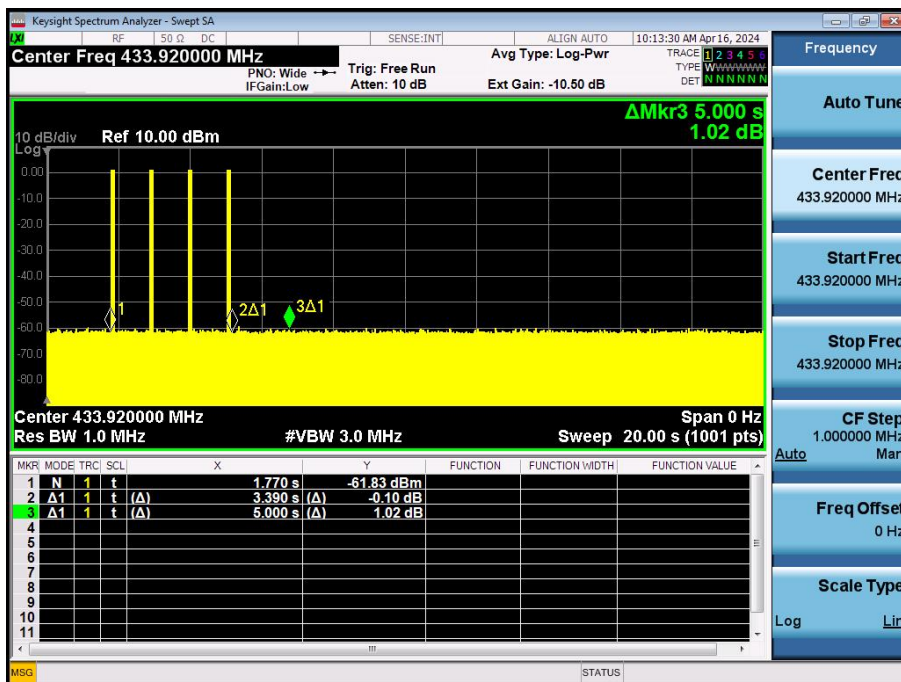 Keysight Spectrum Analyzer - Swept SA
LXI RF 50 Ω DC SENSE:INT ALIGN AUTO 10:13:30 AM Apr 16, 2024
Center Freq 433.920000 MHz
PNO: Wide
IFGain:Low
Trig: Free Run
Atten: 10 dB
Avg Type: Log-Pwr
Ext Gain: -10.50 dB
TRACE 1 2 3 4 5 6
TYPE WWWWWW
DET N N N N N N
ΔMkr3 5.000 s
1.02 dB
10 dB/div Ref 10.00 dBm
Log
0.00
-10.0
-20.0
-30.0
-40.0
-50.0
-60.0
-70.0
-80.0
1
2Δ1
3Δ1
Center 433.920000 MHz Span 0 Hz
Res BW 1.0 MHz #VBW 3.0 MHz Sweep 20.00 s (1001 pts)
MKR MODE TRC SCL X Y FUNCTION FUNCTION WIDTH FUNCTION VALUE
1 N 1 t 1.770 s -61.83 dBm
2 Δ1 1 t (Δ) 3.390 s (Δ) -0.10 dB
3 Δ1 1 t (Δ) 5.000 s (Δ) 1.02 dB
4
5
6
7
8
9
10
11
MSG STATUS
Frequency
Auto Tune
Center Freq
433.920000 MHz
Start Freq
433.920000 MHz
Stop Freq
433.920000 MHz
CF Step
1.000000 MHz
Auto Man
Freq Offset
0 Hz
Scale Type
Log Lin